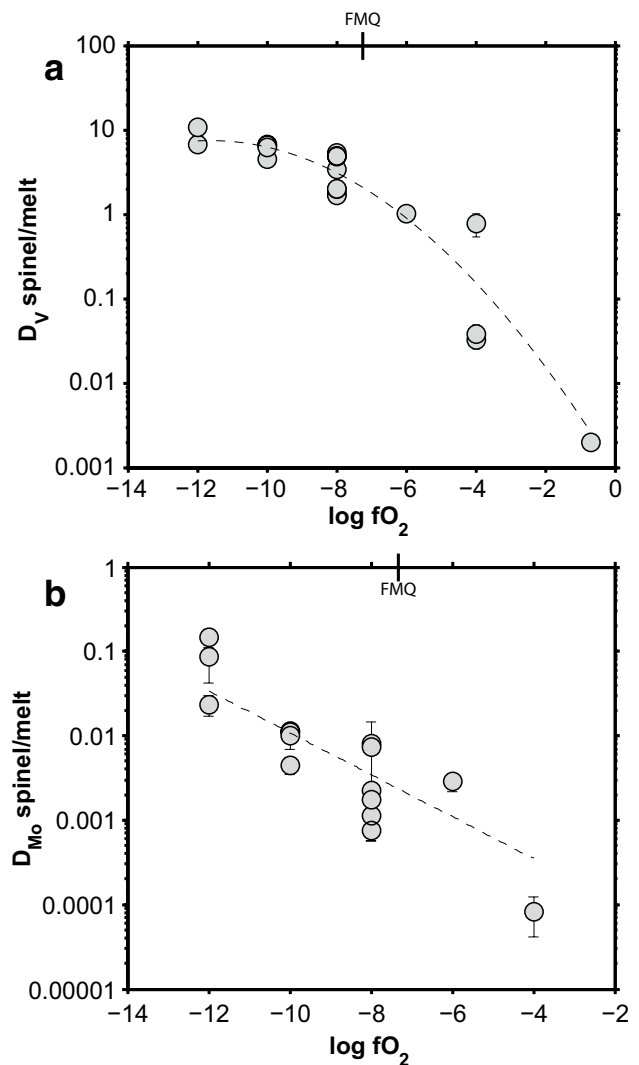 FMQ
a
100
10
1
0.1
0.01
0.001
D_V spinel/melt
−14 −12 −10 −8 −6 −4 −2 0
log fO₂
b
FMQ
1
0.1
0.01
0.001
0.0001
0.00001
D_Mo spinel/melt
−14 −12 −10 −8 −6 −4 −2
log fO₂